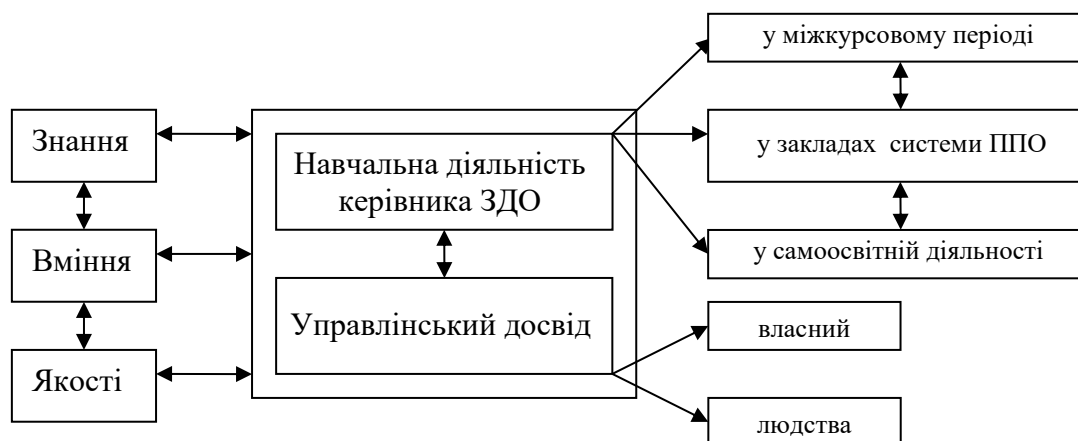 Знання
Вміння
Якості
Навчальна діяльність
керівника ЗДО
Управлінський досвід
у міжкурсовому періоді
у закладах системи ППО
у самоосвітній діяльності
власний
людства